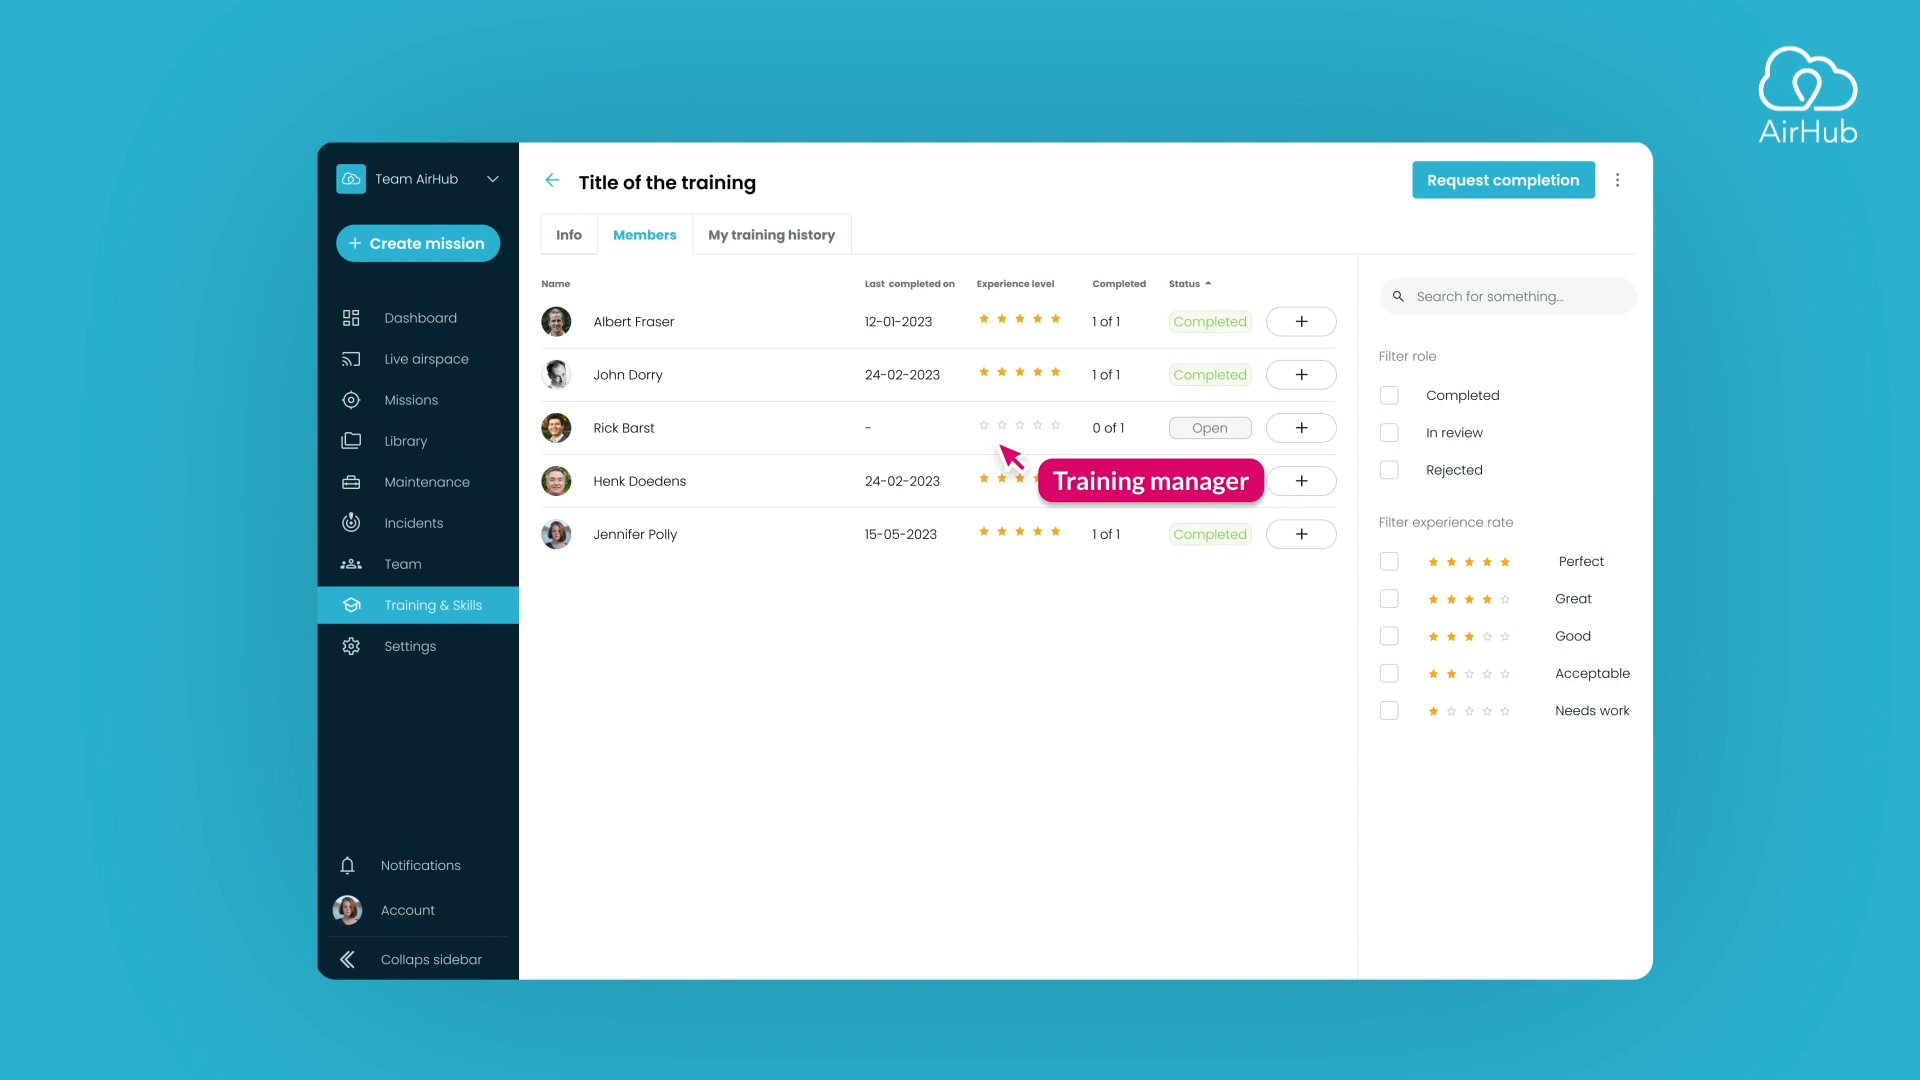 AirHub
Team AirHub
+ Create mission
Dashboard
Live airspace
Missions
Library
Maintenance
Incidents
Team
Training & Skills
Settings
Notifications
Account
Collaps sidebar
Title of the training
Request completion
Info
Members
My training history
Name Last completed on Experience level Completed Status
Albert Fraser 12-01-2023 1 of 1 Completed +
John Dorry 24-02-2023 1 of 1 Completed +
Rick Barst - 0 of 1 Open +
Henk Doedens 24-02-2023 +
Training manager
Jennifer Polly 15-05-2023 1 of 1 Completed +
Search for something...
Filter role
Completed
In review
Rejected
Filter experience rate
Perfect
Great
Good
Acceptable
Needs work